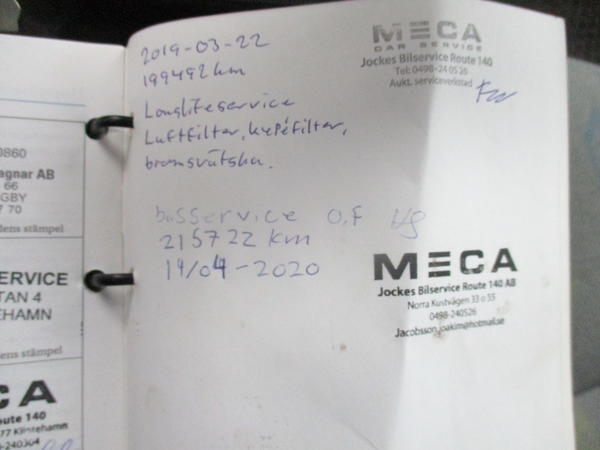 2019-03-22
199492 km
Longlifeservice
Luftfilter, kupéfilter,
bromsvätska.
MECA
CAR SERVICE
Jockes Bilservice Route 140
Tel: 0498-24 05 26
Aukt. serviceverkstad
basservice O,F
215722 km
14/04-2020
MECA
Jockes Bilservice Route 140 AB
Norra Kustvägen 33 o 55
0498-240526
Jacobsson.joakim@hotmail.se
0860
agnar AB
66
GBY
7 70
dens stämpel
SERVICE
TAN 4
EHAMN
dens stämpel
CA
oute 140
77 Klintehamn
-240304